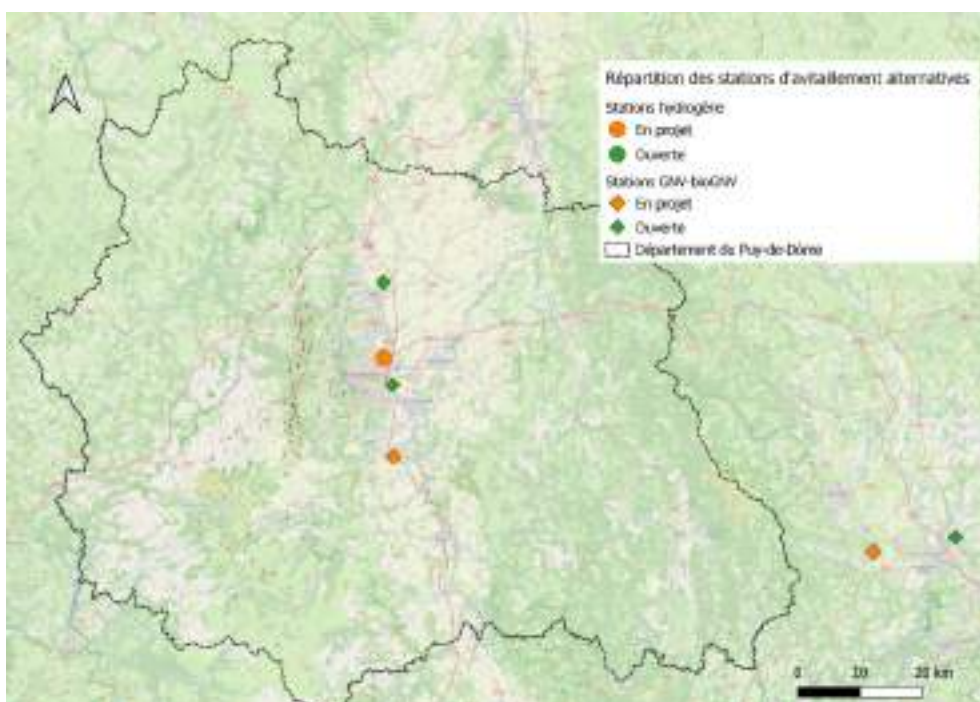 Répartition des stations d'avitaillement alternatives
Stations hydrogène
En projet
Ouverte
Stations GNV-bioGNV
En projet
Ouverte
Département du Puy-de-Dôme
0 10 20 km